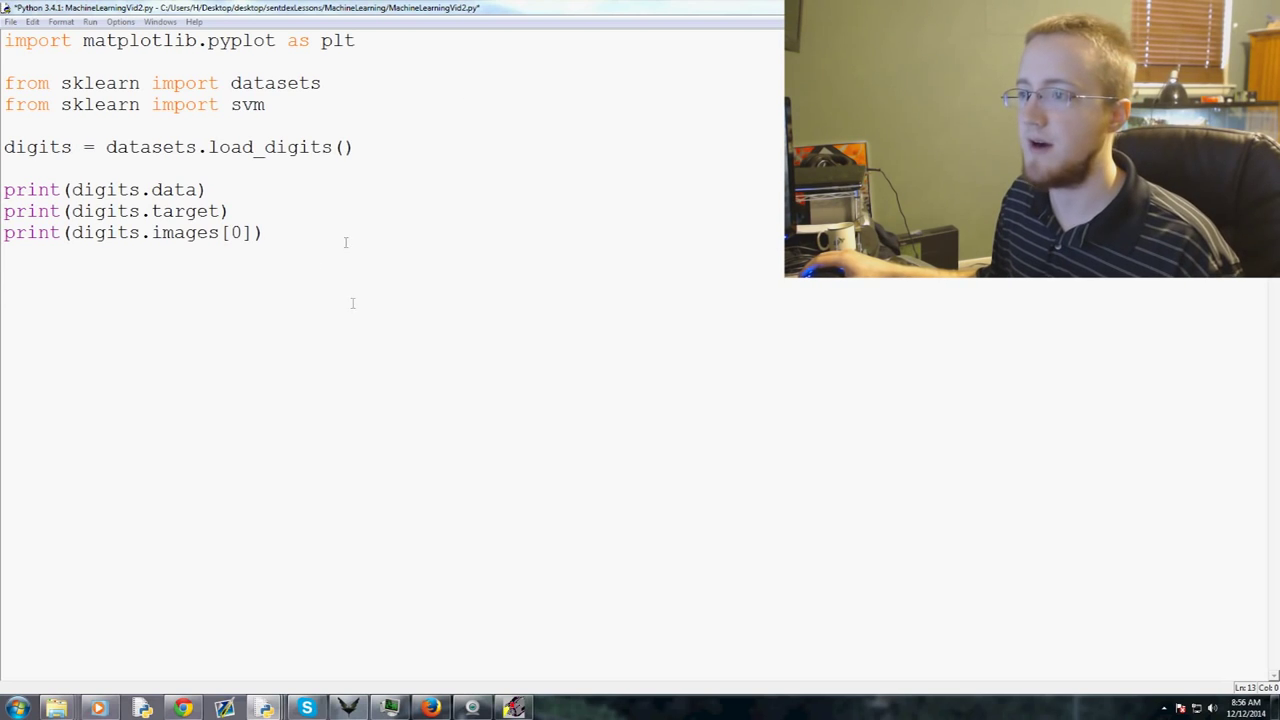 *Python 3.4.1: MachineLearningVid2.py - C:/Users/H/Desktop/desktop/sentdexLessons/MachineLearning/MachineLearningVid2.py*
File Edit Format Run Options Windows Help
import matplotlib.pyplot as plt
from sklearn import datasets
from sklearn import svm
digits = datasets.load_digits()
print(digits.data)
print(digits.target)
print(digits.images[0])
Ln: 13 Col: 0
8:56 AM
12/12/2014